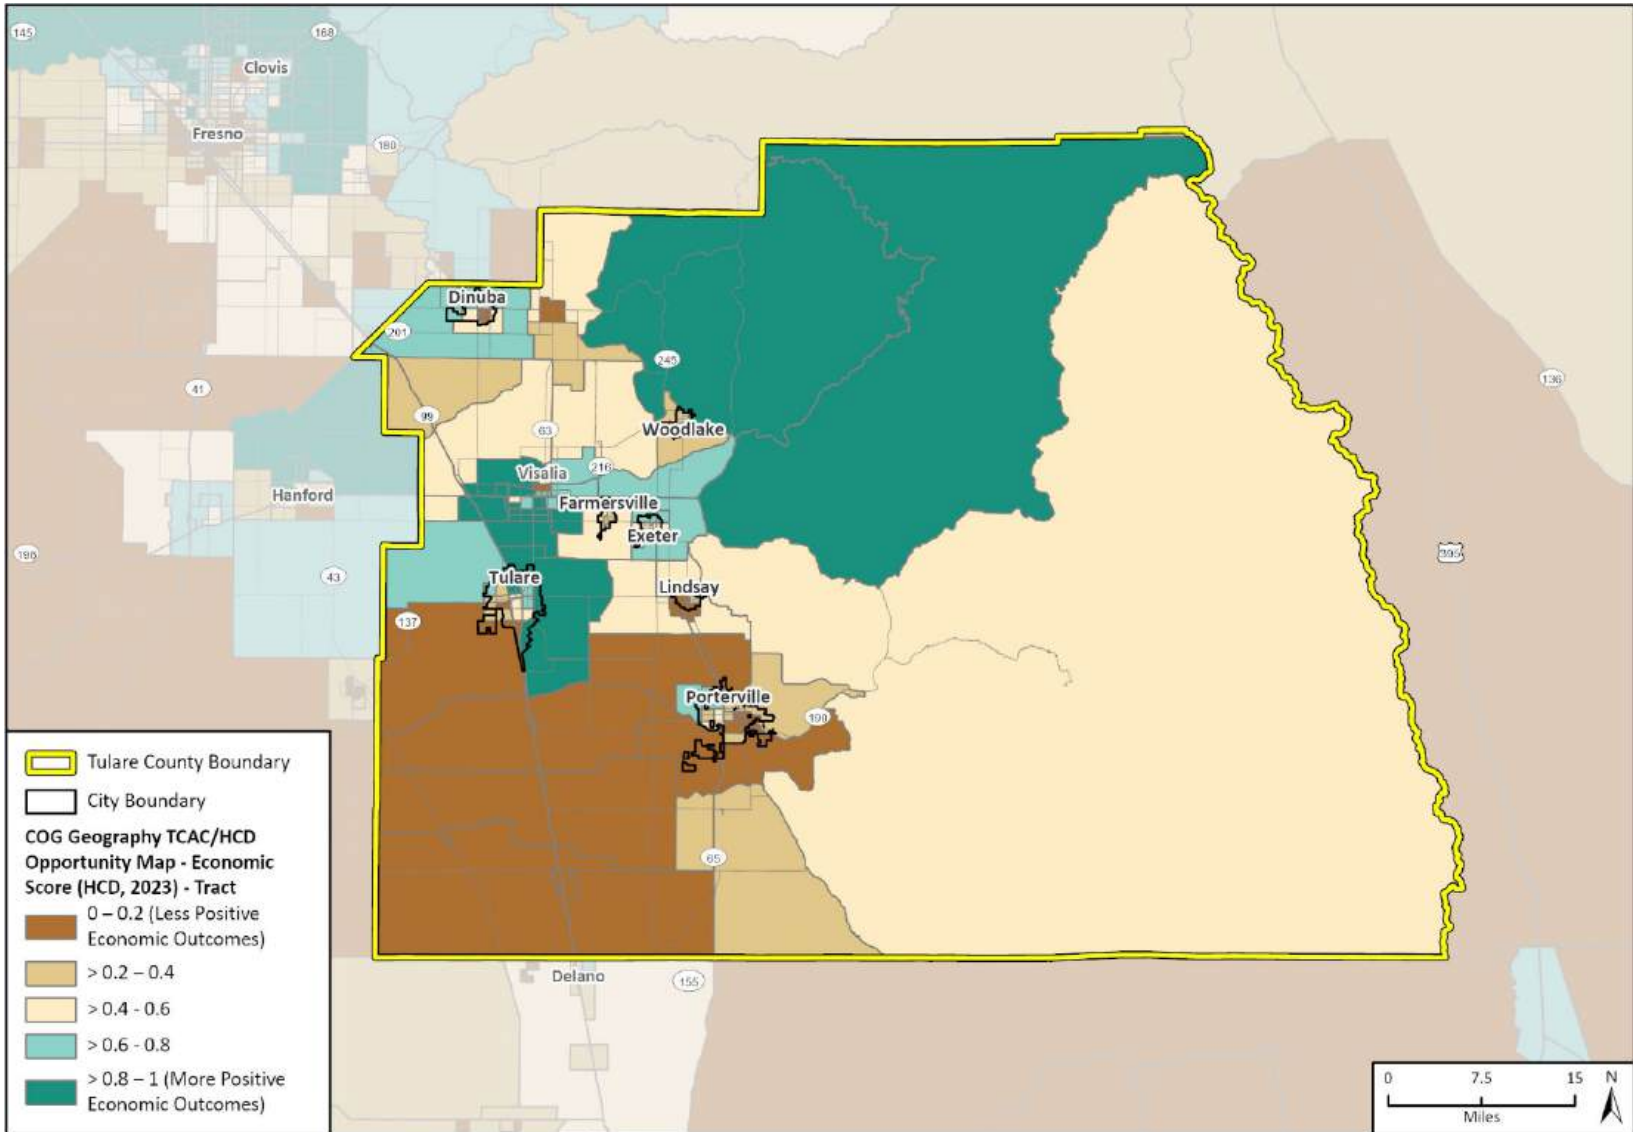 145
168
Clovis
Fresno
180
Dinuba
201
245
41
136
99
63
Woodlake
Visalia
216
Hanford
Farmersville
Exeter
198
395
43
Tulare
Lindsay
137
Porterville
190
65
Delano
155
Tulare County Boundary
City Boundary
COG Geography TCAC/HCD
Opportunity Map - Economic
Score (HCD, 2023) - Tract
0 – 0.2 (Less Positive
Economic Outcomes)
> 0.2 – 0.4
> 0.4 - 0.6
> 0.6 - 0.8
> 0.8 – 1 (More Positive
Economic Outcomes)
0 7.5 15 N
Miles